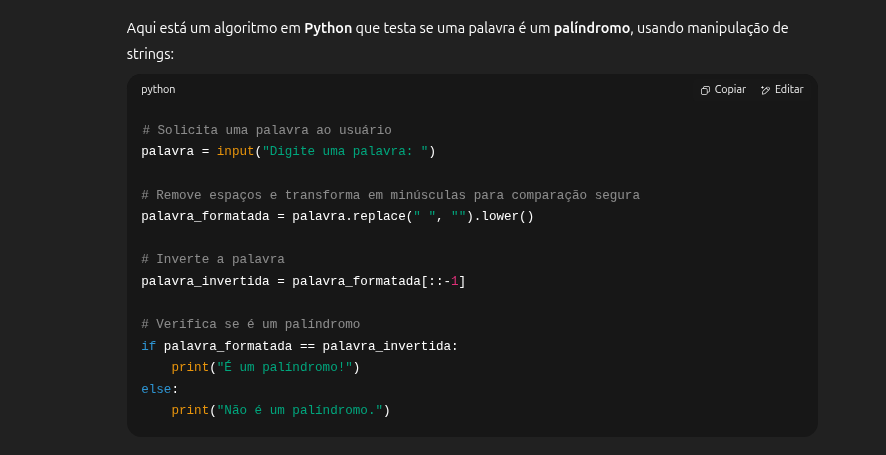 Aqui está um algoritmo em Python que testa se uma palavra é um palíndromo, usando manipulação de
strings:
python
Copiar
Editar
# Solicita uma palavra ao usuário
palavra = input("Digite uma palavra: ")
# Remove espaços e transforma em minúsculas para comparação segura
palavra_formatada = palavra.replace(" ", "").lower()
# Inverte a palavra
palavra_invertida = palavra_formatada[::-1]
# Verifica se é um palíndromo
if palavra_formatada == palavra_invertida:
    print("É um palíndromo!")
else:
    print("Não é um palíndromo.")